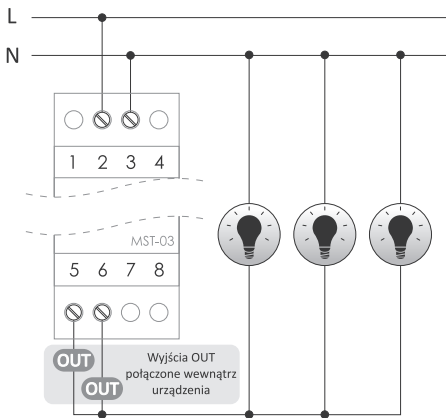 L
N
1 2 3 4
MST-03
5 6 7 8
OUT
OUT
Wyjścia OUT
połączone wewnątrz
urządzenia